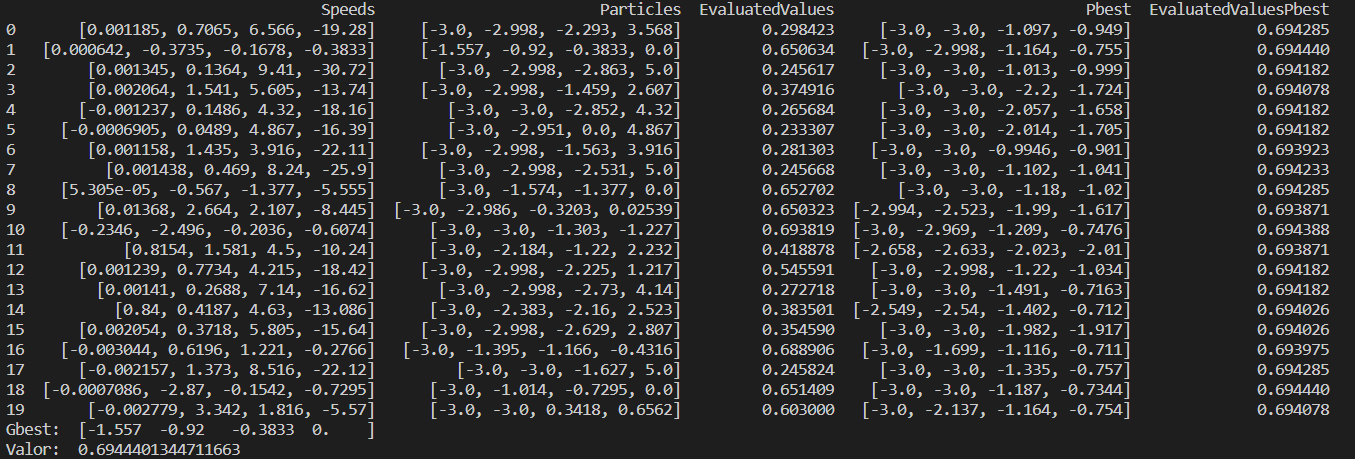 Speeds Particles EvaluatedValues Pbest EvaluatedValuesPbest
0 [0.001185, 0.7065, 6.566, -19.28] [-3.0, -2.998, -2.293, 3.568] 0.298423 [-3.0, -3.0, -1.097, -0.949] 0.694285
1 [0.000642, -0.3735, -0.1678, -0.3833] [-1.557, -0.92, -0.3833, 0.0] 0.650634 [-3.0, -2.998, -1.164, -0.755] 0.694440
2 [0.001345, 0.1364, 9.41, -30.72] [-3.0, -2.998, -2.863, 5.0] 0.245617 [-3.0, -3.0, -1.013, -0.999] 0.694182
3 [0.002064, 1.541, 5.605, -13.74] [-3.0, -2.998, -1.459, 2.607] 0.374916 [-3.0, -3.0, -2.2, -1.724] 0.694078
4 [-0.001237, 0.1486, 4.32, -18.16] [-3.0, -3.0, -2.852, 4.32] 0.265684 [-3.0, -3.0, -2.057, -1.658] 0.694182
5 [-0.0006905, 0.0489, 4.867, -16.39] [-3.0, -2.951, 0.0, 4.867] 0.233307 [-3.0, -3.0, -2.014, -1.705] 0.694182
6 [0.001158, 1.435, 3.916, -22.11] [-3.0, -2.998, -1.563, 3.916] 0.281303 [-3.0, -3.0, -0.9946, -0.901] 0.693923
7 [0.001438, 0.469, 8.24, -25.9] [-3.0, -2.998, -2.531, 5.0] 0.245668 [-3.0, -3.0, -1.102, -1.041] 0.694233
8 [5.305e-05, -0.567, -1.377, -5.555] [-3.0, -1.574, -1.377, 0.0] 0.652702 [-3.0, -3.0, -1.18, -1.02] 0.694285
9 [0.01368, 2.664, 2.107, -8.445] [-3.0, -2.986, -0.3203, 0.02539] 0.650323 [-2.994, -2.523, -1.99, -1.617] 0.693871
10 [-0.2346, -2.496, -0.2036, -0.6074] [-3.0, -3.0, -1.303, -1.227] 0.693819 [-3.0, -2.969, -1.209, -0.7476] 0.694388
11 [0.8154, 1.581, 4.5, -10.24] [-3.0, -2.184, -1.22, 2.232] 0.418878 [-2.658, -2.633, -2.023, -2.01] 0.693871
12 [0.001239, 0.7734, 4.215, -18.42] [-3.0, -2.998, -2.225, 1.217] 0.545591 [-3.0, -2.998, -1.22, -1.034] 0.694182
13 [0.00141, 0.2688, 7.14, -16.62] [-3.0, -2.998, -2.73, 4.14] 0.272718 [-3.0, -3.0, -1.491, -0.7163] 0.694182
14 [0.84, 0.4187, 4.63, -13.086] [-3.0, -2.383, -2.16, 2.523] 0.383501 [-2.549, -2.54, -1.402, -0.712] 0.694026
15 [0.002054, 0.3718, 5.805, -15.64] [-3.0, -2.998, -2.629, 2.807] 0.354590 [-3.0, -3.0, -1.982, -1.917] 0.694026
16 [-0.003044, 0.6196, 1.221, -0.2766] [-3.0, -1.395, -1.166, -0.4316] 0.688906 [-3.0, -1.699, -1.116, -0.711] 0.693975
17 [-0.002157, 1.373, 8.516, -22.12] [-3.0, -3.0, -1.627, 5.0] 0.245824 [-3.0, -3.0, -1.335, -0.757] 0.694285
18 [-0.0007086, -2.87, -0.1542, -0.7295] [-3.0, -1.014, -0.7295, 0.0] 0.651409 [-3.0, -3.0, -1.187, -0.7344] 0.694440
19 [-0.002779, 3.342, 1.816, -5.57] [-3.0, -3.0, 0.3418, 0.6562] 0.603000 [-3.0, -2.137, -1.164, -0.754] 0.694078
Gbest: [-1.557 -0.92 -0.3833 0. ]
Valor: 0.6944401344711663